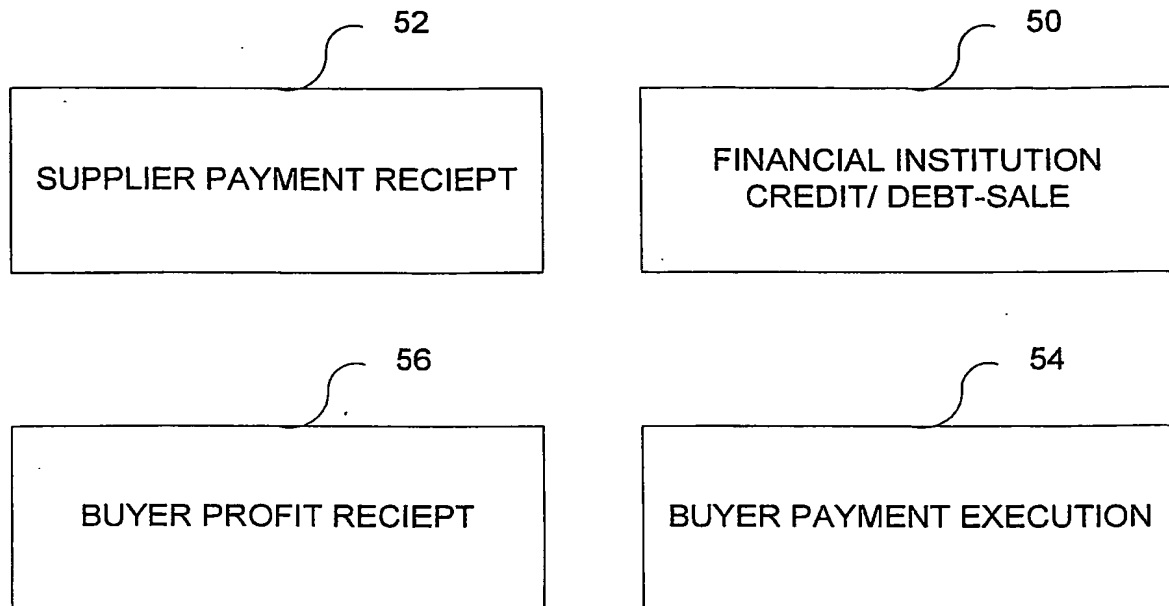 52
50
SUPPLIER PAYMENT RECIEPT
FINANCIAL INSTITUTION
CREDIT/ DEBT-SALE
56
54
BUYER PROFIT RECIEPT
BUYER PAYMENT EXECUTION